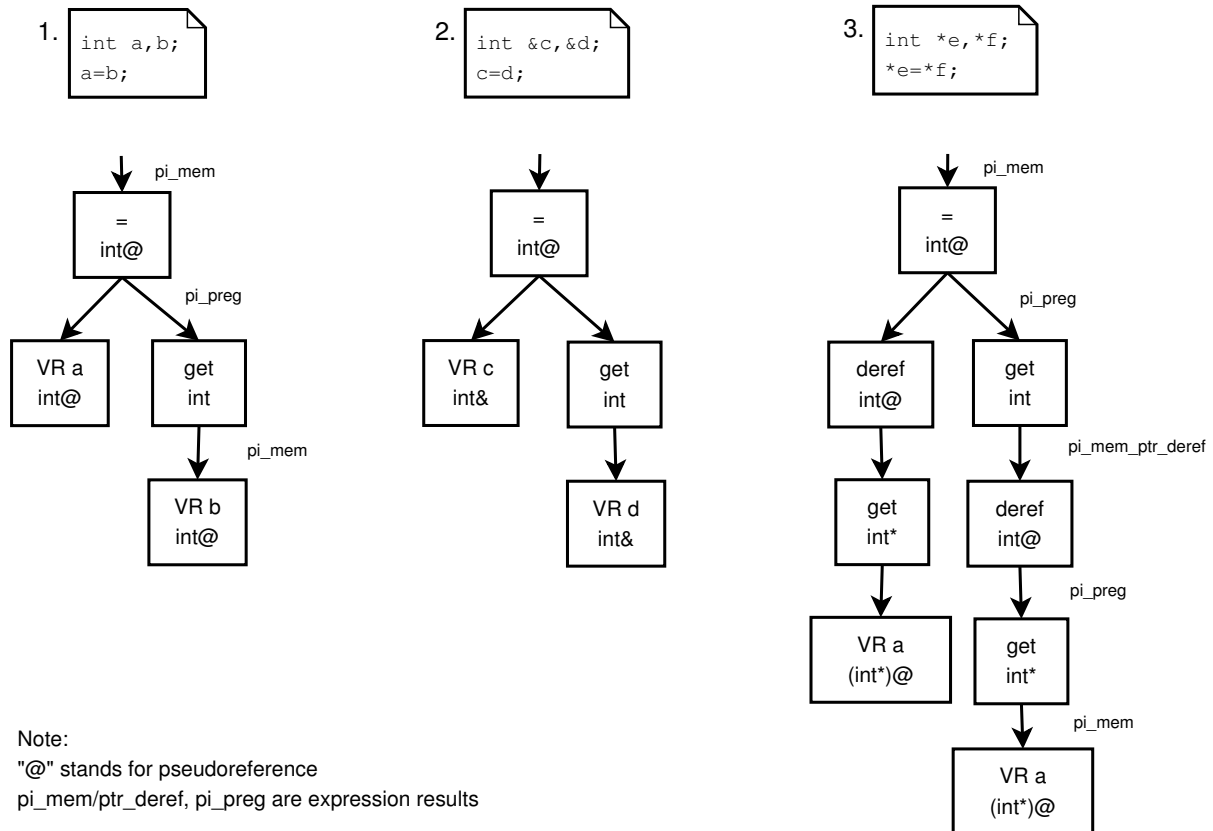 1.
int a,b;
a=b;
pi_mem
=
int@
pi_preg
VR a
int@
get
int
pi_mem
VR b
int@
2.
int &c,&d;
c=d;
=
int@
VR c
int&
get
int
VR d
int&
3.
int *e,*f;
*e=*f;
pi_mem
=
int@
pi_preg
deref
int@
get
int
pi_mem_ptr_deref
get
int*
deref
int@
pi_preg
VR a
(int*)@
get
int*
pi_mem
VR a
(int*)@
Note:
"@" stands for pseudoreference
pi_mem/ptr_deref, pi_preg are expression results